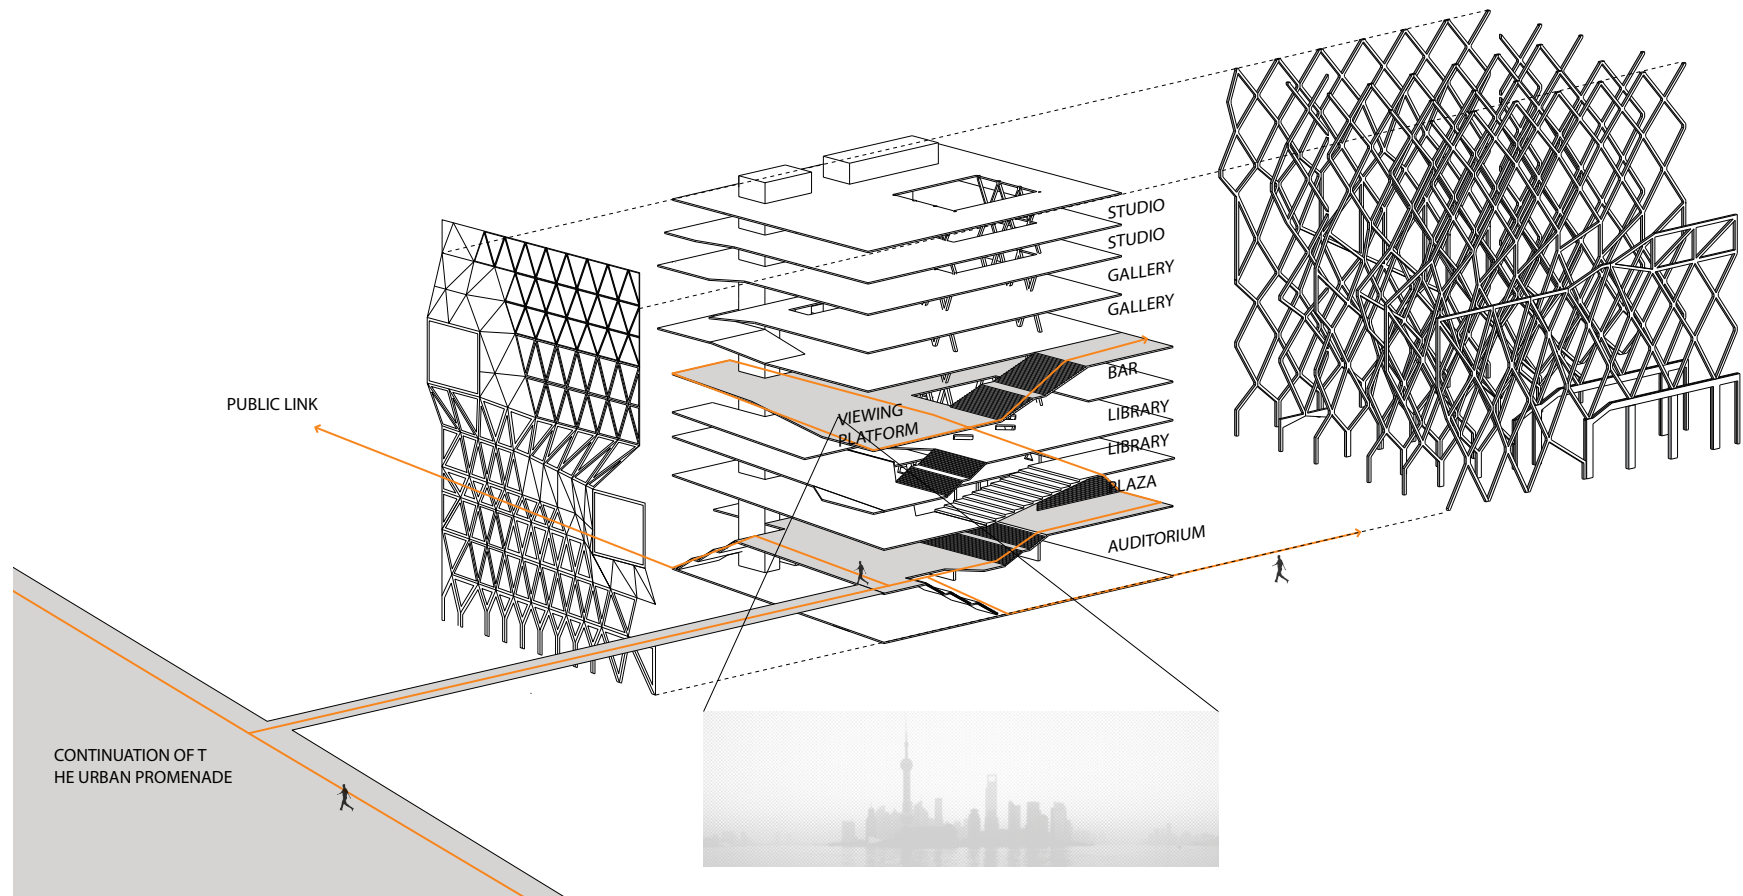 STUDIO
STUDIO
GALLERY
GALLERY
BAR
PUBLIC LINK
VIEWING
PLATFORM
LIBRARY
LIBRARY
PLAZA
AUDITORIUM
CONTINUATION OF T
HE URBAN PROMENADE